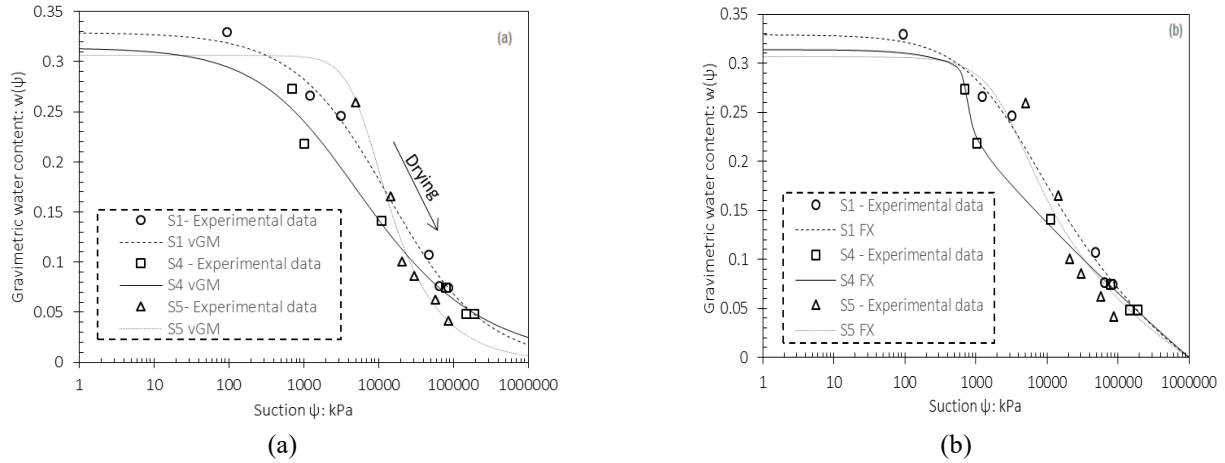 0.35
0.3
0.25
0.2
0.15
0.1
0.05
0
Gravimetric water content: w(ψ)
(a)
Drying
S1- Experimental data
S1 vGM
S4 - Experimental data
S4 vGM
S5- Experimental data
S5 vGM
1 10 100 1000 10000 100000 1000000
Suction ψ: kPa
(a)
0.35
0.3
0.25
0.2
0.15
0.1
0.05
0
Gravimetric water content: w(ψ)
(b)
S1 - Experimental data
S1 FX
S4 - Experimental data
S4 FX
S5 - Experimental data
S5 FX
1 10 100 1000 10000 100000 1000000
Suction ψ: kPa
(b)